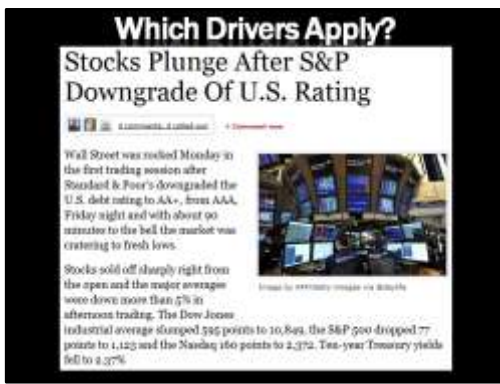 Which Drivers Apply?
Stocks Plunge After S&P
Downgrade Of U.S. Rating
Wall Street was rocked Monday in
the first trading session after
Standard & Poor's downgraded the
U.S. debt rating to AA+, from AAA,
Friday night and with about 90
minutes to the bell the market was
cratering to fresh lows.
Stocks sold off sharply right from
the open and the major averages
were down more than 5% in
afternoon trading. The Dow Jones
industrial average slumped 595 points to 10,849, the S&P 500 dropped 77
points to 1,123 and the Nasdaq 160 points to 2,372. Ten-year Treasury yields
fell to 2.37%